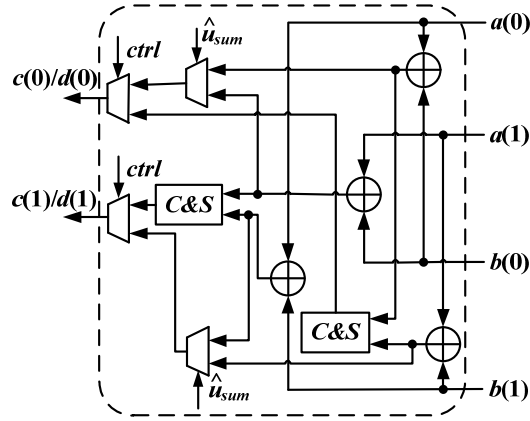 û_sum
a(0)
ctrl
c(0)/d(0)
a(1)
ctrl
c(1)/d(1)
C&S
b(0)
C&S
û_sum
b(1)